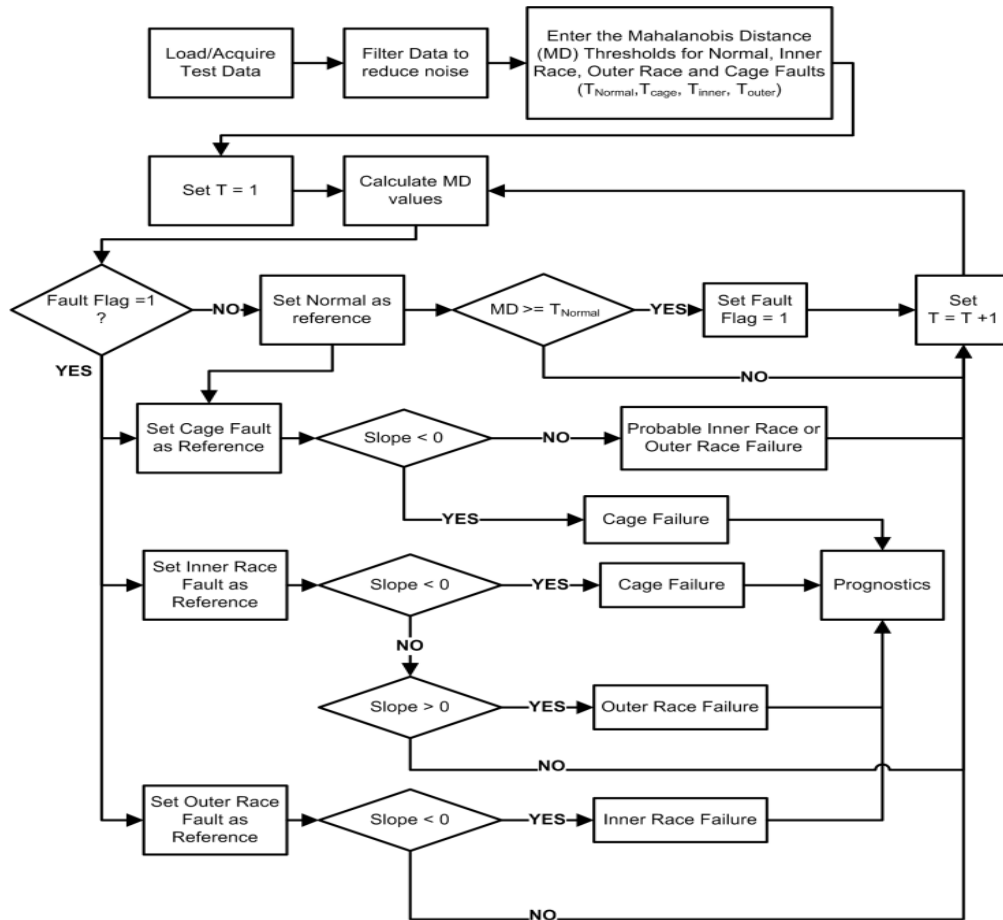 Load/Acquire
Test Data
Filter Data to
reduce noise
Enter the Mahalanobis Distance
(MD) Thresholds for Normal, Inner
Race, Outer Race and Cage Faults
(TNormal,Tcage, Tinner, Touter)
Set T = 1
Calculate MD
values
Fault Flag =1
?
NO
Set Normal as
reference
MD >= TNormal
YES
Set Fault
Flag = 1
Set
T = T +1
NO
YES
Set Cage Fault
as Reference
Slope < 0
NO
Probable Inner Race or
Outer Race Failure
YES
Cage Failure
Set Inner Race
Fault as
Reference
Slope < 0
YES
Cage Failure
Prognostics
NO
Slope > 0
YES
Outer Race Failure
NO
Set Outer Race
Fault as
Reference
Slope < 0
YES
Inner Race Failure
NO